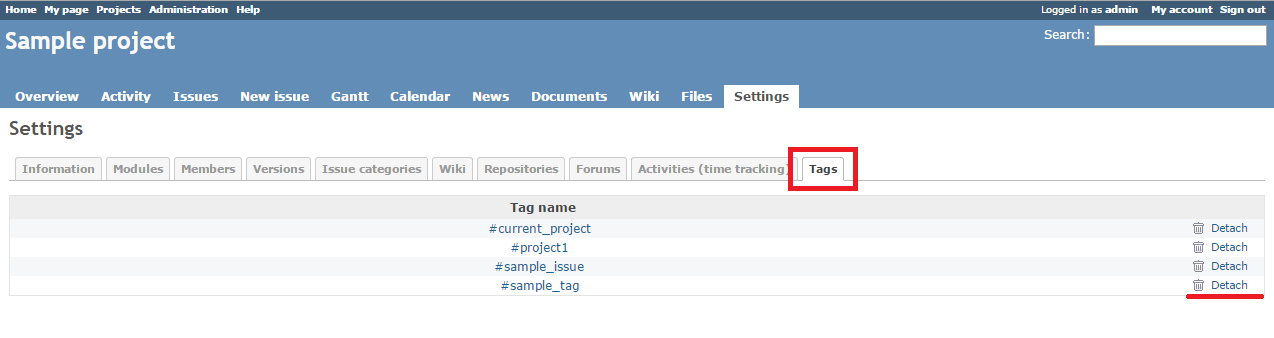 Home My page Projects Administration Help Logged in as admin My account Sign out
Sample project Search:
Overview Activity Issues New issue Gantt Calendar News Documents Wiki Files Settings
Settings
Information Modules Members Versions Issue categories Wiki Repositories Forums Activities (time tracking) Tags
Tag name
#current_project Detach
#project1 Detach
#sample_issue Detach
#sample_tag Detach